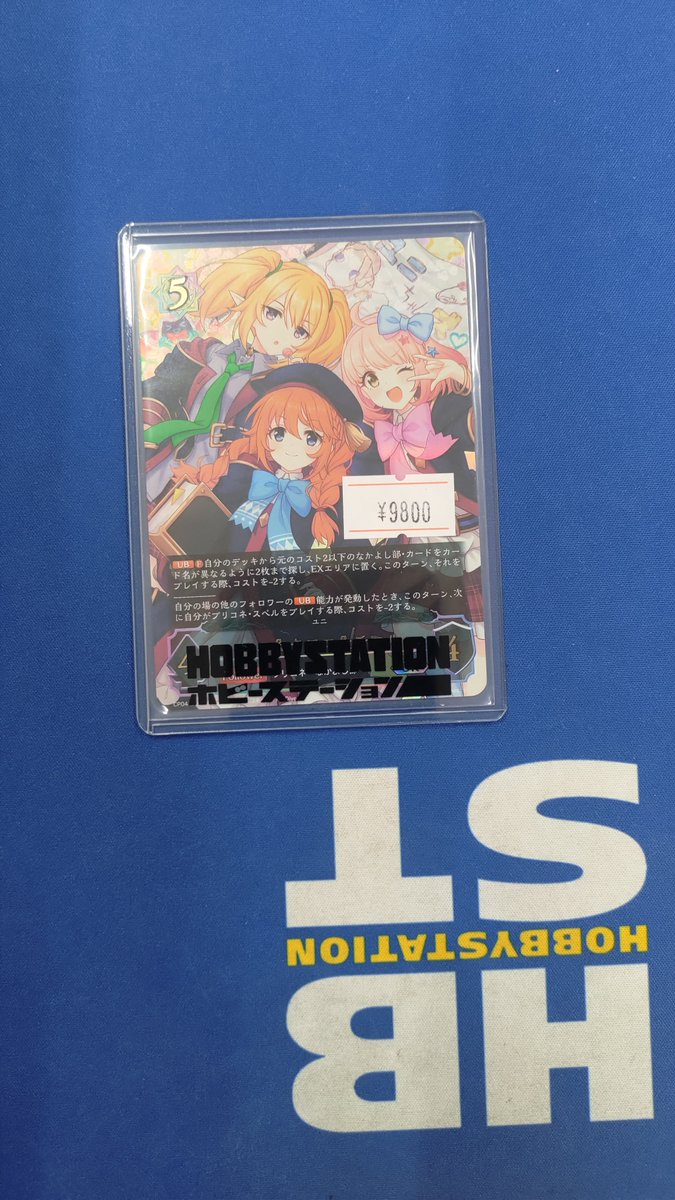 5
¥9800
UB F 自分のデッキから元のコスト2以下のなかよし部・カードをカー
ド名が異なるように2枚まで探し、EXエリアに置く。このターン、それを
プレイする際、コストを-2する。
自分の場の他のフォロワーの UB 能力が発動したとき、このターン、次
に自分がプリコネ・スペルをプレイする際、コストを-2する。
ユニ
4
4
HOBBYSTATION
ホビーステーション
CP04
HB
HOBBYSTATION
ST